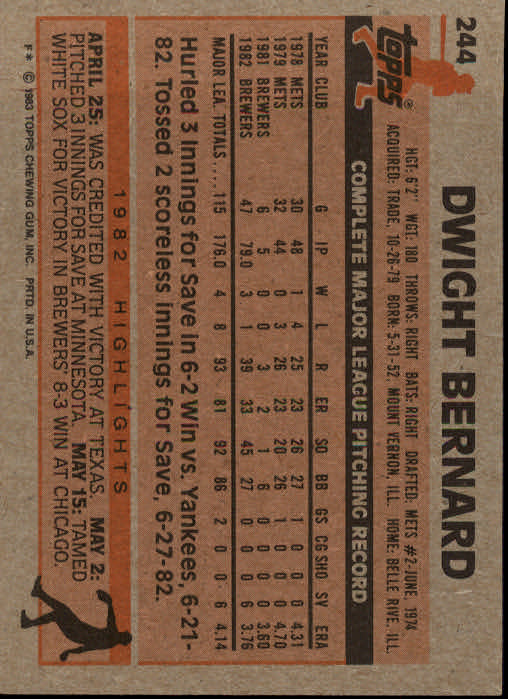 244
topps®
DWIGHT BERNARD
HGT: 6'2" WGT: 180 THROWS: RIGHT BATS: RIGHT DRAFTED: METS #2-JUNE, 1974
ACQUIRED: TRADE, 10-26-79 BORN: 5-31-52, MOUNT VERNON, ILL. HOME: BELLE RIVE, ILL.
COMPLETE MAJOR LEAGUE PITCHING RECORD
YEAR CLUB G IP W L R ER SO BB GS CG SHO SV ERA
1978 METS 30 48 1 4 25 23 26 27 1 0 0 0 4.31
1979 METS 32 44 0 3 26 23 20 26 1 0 0 0 4.70
1981 BREWERS 6 5 0 0 3 2 1 6 0 0 0 0 3.60
1982 BREWERS 47 79.0 3 1 39 33 45 27 0 0 0 6 3.76
MAJOR LEA. TOTALS . . . 115 176.0 4 8 93 81 92 86 2 0 0 6 4.14
Hurled 3 Innings for Save in 6-2 Win vs. Yankees, 6-21-
82. Tossed 2 scoreless innings for Save, 6-27-82.
1982 HIGHLIGHTS
APRIL 25: WAS CREDITED WITH VICTORY AT TEXAS. MAY 2:
PITCHED 3 INNINGS FOR SAVE AT MINNESOTA. MAY 15: TAMED
WHITE SOX FOR VICTORY IN BREWERS' 8-3 WIN AT CHICAGO.
F* © 1983 TOPPS CHEWING GUM, INC. PRTD. IN U.S.A.